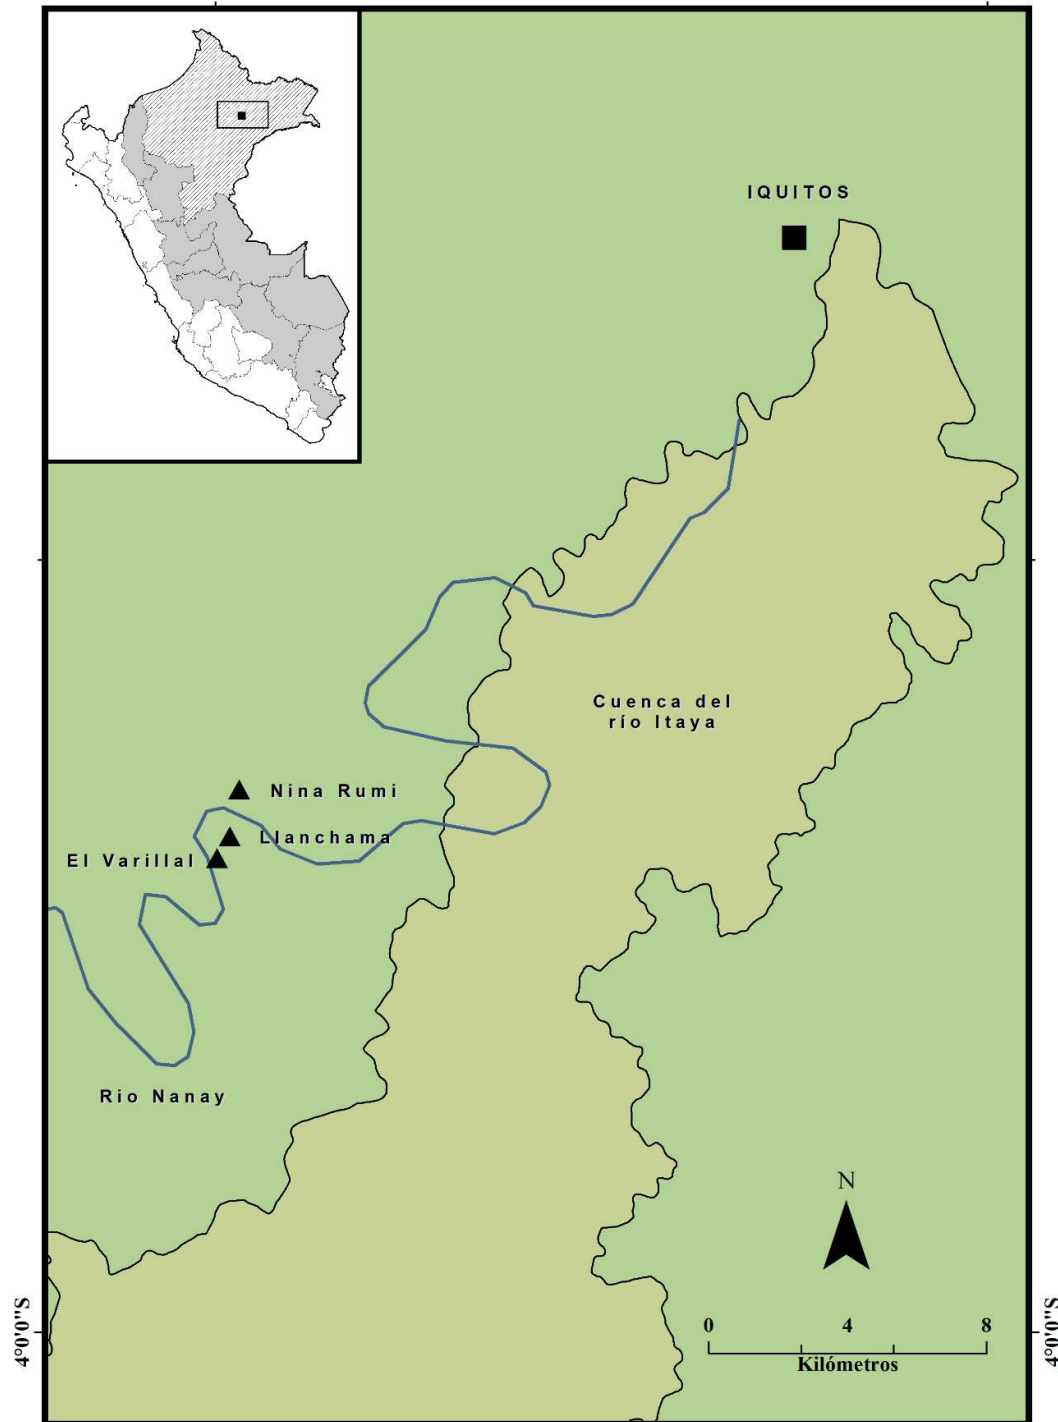 IQUITOS
Cuenca del
río Itaya
Nina Rumi
Llanchama
El Varillal
Rio Nanay
N
0 4 8
Kilómetros
4°0'0"S
4°0'0"S